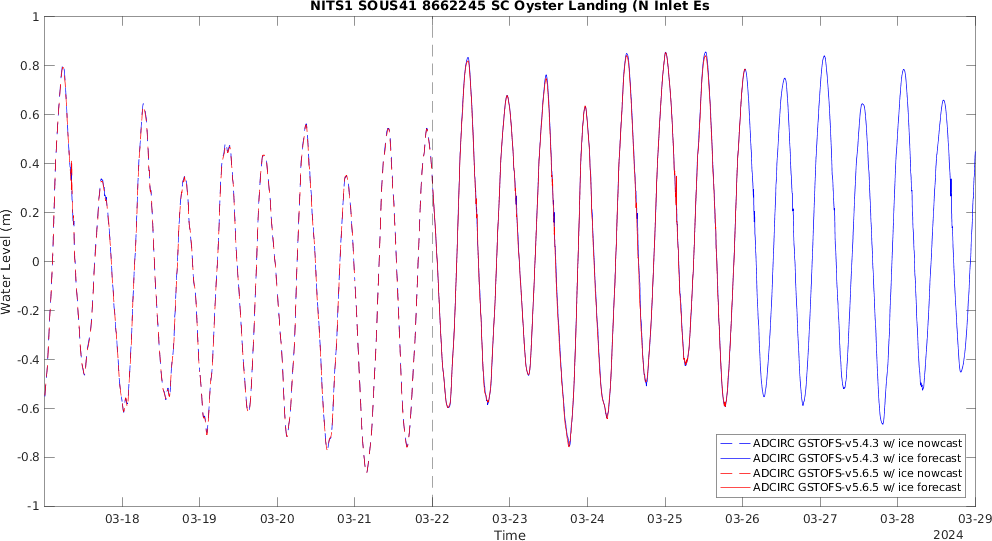 NITS1 SOUS41 8662245 SC Oyster Landing (N Inlet Es
Water Level (m)
1
0.8
0.6
0.4
0.2
0
-0.2
-0.4
-0.6
-0.8
-1
03-18 03-19 03-20 03-21 03-22 03-23 03-24 03-25 03-26 03-27 03-28 03-29
Time
2024
ADCIRC GSTOFS-v5.4.3 w/ ice nowcast
ADCIRC GSTOFS-v5.4.3 w/ ice forecast
ADCIRC GSTOFS-v5.6.5 w/ ice nowcast
ADCIRC GSTOFS-v5.6.5 w/ ice forecast